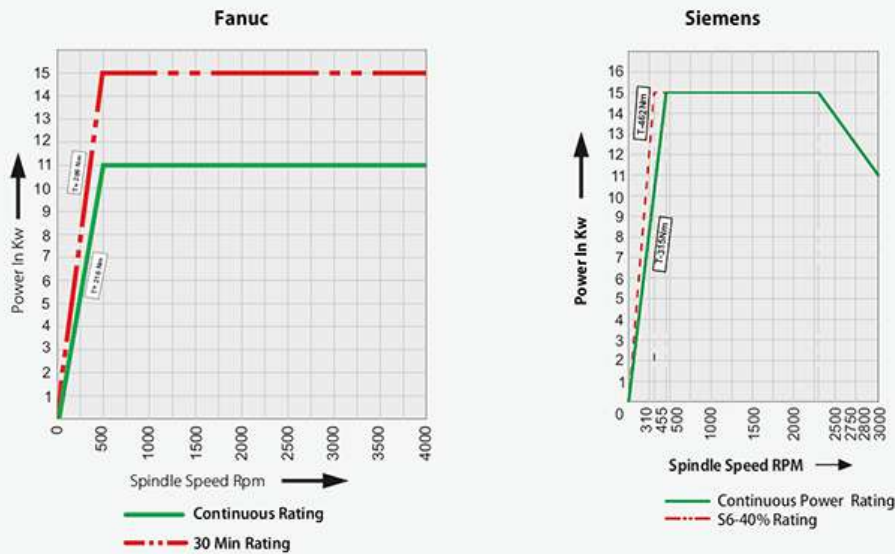 Fanuc
15
14
13
12
11
10
9
8
7
6
5
4
3
2
1
Power In Kw
T= 210 Nm
0 500 1000 1500 2000 2500 3000 3500 4000
Spindle Speed Rpm
Continuous Rating
30 Min Rating
Siemens
16
15
14
13
12
11
10
9
8
7
6
5
4
3
2
1
0
Power In Kw
T-462Nm
T-315Nm
310 455 500 1000 1500 2000 2500 2750 2800 3000
Spindle Speed RPM
Continuous Power Rating
S6-40% Rating